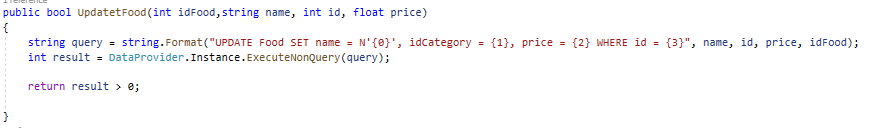 public bool UpdatetFood(int idFood,string name, int id, float price)
{
string query = string.Format("UPDATE Food SET name = N'{0}', idCategory = {1}, price = {2} WHERE id = {3}", name, id, price, idFood);
int result = DataProvider.Instance.ExecuteNonQuery(query);
return result > 0;
}